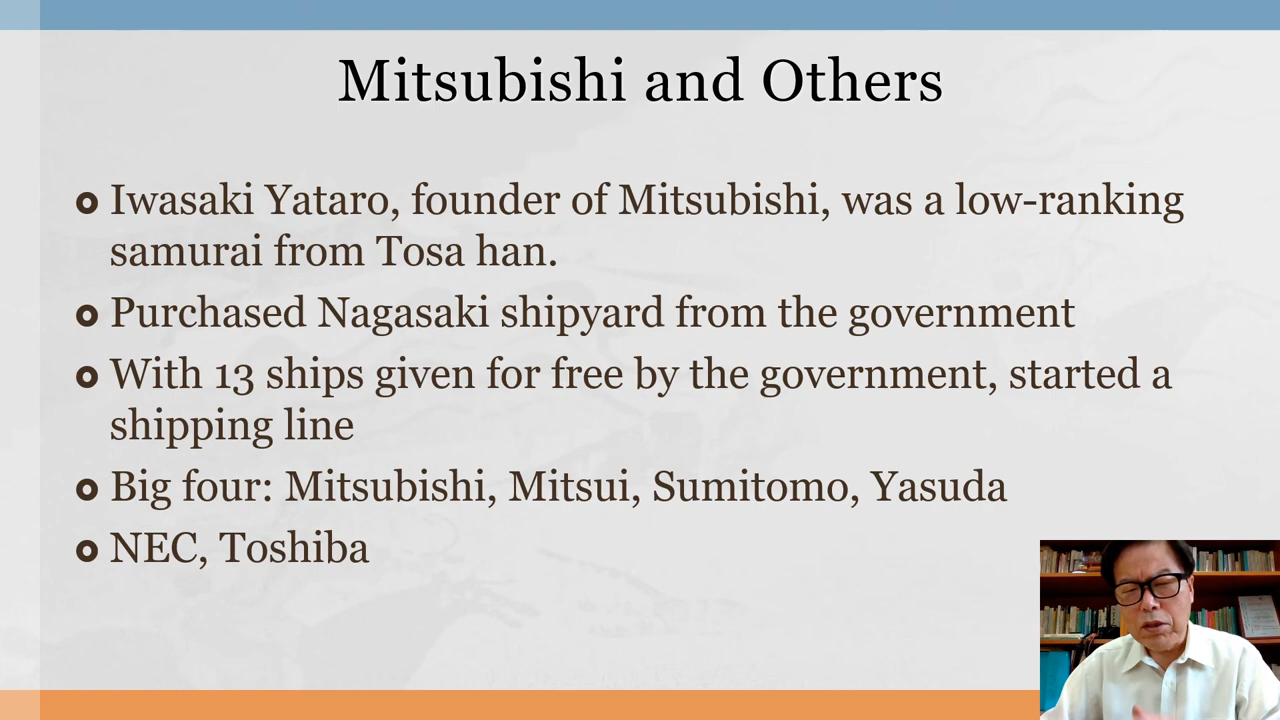 Mitsubishi and Others
Iwasaki Yataro, founder of Mitsubishi, was a low-ranking
samurai from Tosa han.
Purchased Nagasaki shipyard from the government
With 13 ships given for free by the government, started a
shipping line
Big four: Mitsubishi, Mitsui, Sumitomo, Yasuda
NEC, Toshiba